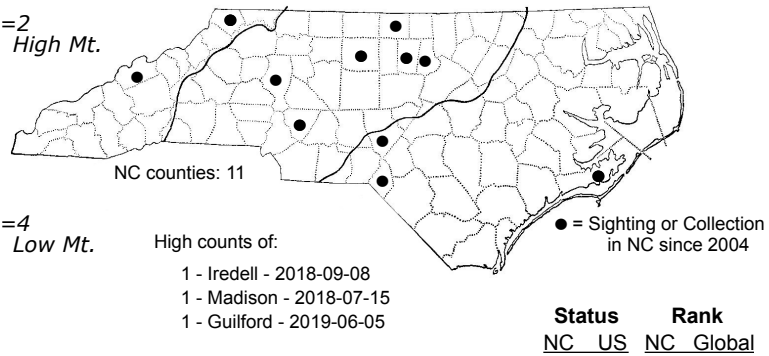 =2
High Mt.
NC counties: 11
=4
Low Mt.
High counts of:
1 - Iredell - 2018-09-08
1 - Madison - 2018-07-15
1 - Guilford - 2019-06-05
● = Sighting or Collection
in NC since 2004
Status Rank
NC US NC Global